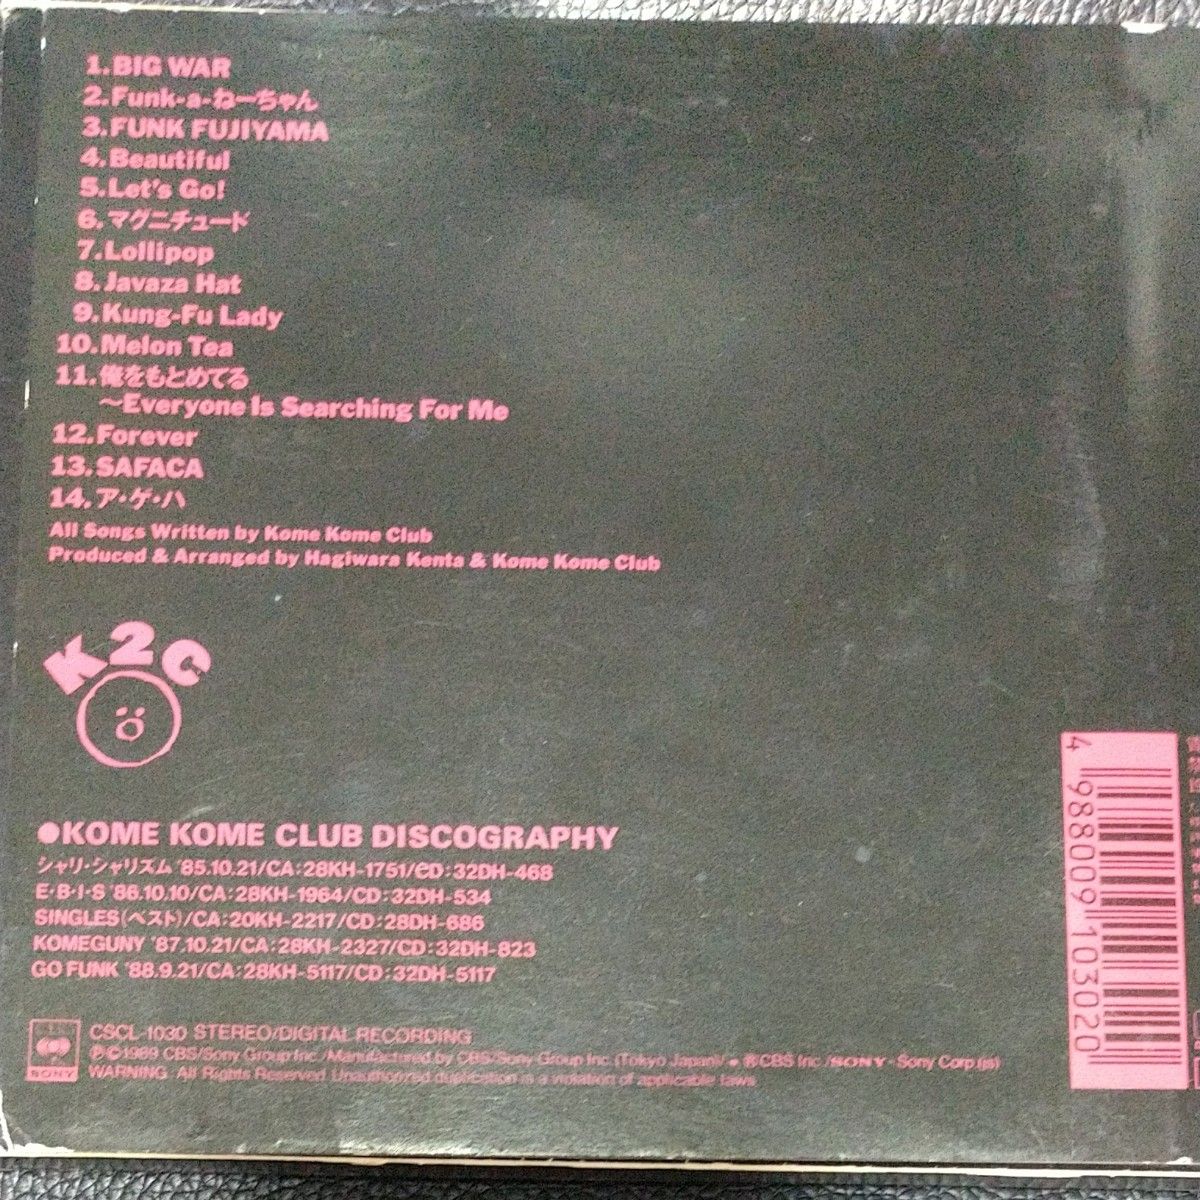 1.BIG WAR
2.Funk-a-ねーちゃん
3.FUNK FUJIYAMA
4.Beautiful
5.Let's Go!
6.マグニチュード
7.Lollipop
8.Javaza Hat
9.Kung-Fu Lady
10.Melon Tea
11.俺をもとめてる
～Everyone Is Searching For Me
12.Forever
13.SAFACA
14.ア・ゲ・ハ
All Songs Written by Kome Kome Club
Produced & Arranged by Hagiwara Kenta & Kome Kome Club
K2C
●KOME KOME CLUB DISCOGRAPHY
シャリ・シャリズム '85.10.21/CA:28KH-1751/CD:32DH-468
E・B・I・S '86.10.10/CA:28KH-1964/CD:32DH-534
SINGLES(ベスト)/CA:20KH-2217/CD:28DH-686
KOMEGUNY '87.10.21/CA:28KH-2327/CD:32DH-823
GO FUNK '88.9.21/CA:28KH-5117/CD:32DH-5117
SONY
CSCL-1030 STEREO/DIGITAL RECORDING
ⓅⒸ1989 CBS/Sony Group Inc./Manufactured by CBS/Sony Group Inc.(Tokyo Japan)/ ® CBS Inc./SONY・Sony Corp.
WARNING: All Rights Reserved. Unauthorized duplication is a violation of applicable laws.
4 988009 103020